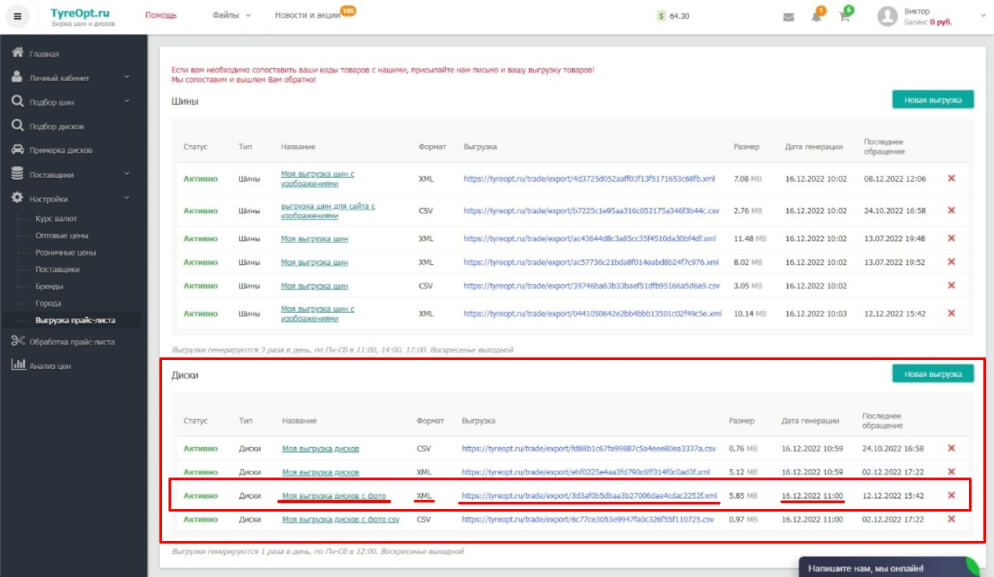 TyreOpt.ru
Биржа шин и дисков
Помощь
Файлы
Новости и акции
105
$ 64.30
1
6
Виктор
Баланс: 0 руб.
Главная
Личный кабинет
Подбор шин
Подбор дисков
Примерка дисков
Поставщики
Настройки
Курс валют
Оптовые цены
Розничные цены
Поставщики
Бренды
Города
Выгрузка прайс-листа
Обработка прайс-листа
Анализ цен
Если вам необходимо сопоставить ваши коды товаров с нашими, присылайте нам письмо и вашу выгрузку товаров!
Мы сопоставим и вышлем Вам обратно!
Шины
Новая выгрузка
Статус Тип Название Формат Выгрузка Размер Дата генерации Последнее обращение
Активно Шины Моя выгрузка шин с изображениями XML https://tyreopt.ru/trade/export/4d3725d052aaff03f13f5171653c68fb.xml 7.08 MB 16.12.2022 10:02 08.12.2022 12:06
Активно Шины выгрузка шин для сайта с изображениями CSV https://tyreopt.ru/trade/export/b7225c1e95aa316c052175a346f3b44c.csv 2.76 MB 16.12.2022 10:02 24.10.2022 16:58
Активно Шины Моя выгрузка шин XML https://tyreopt.ru/trade/export/ac43644d8c3a85cc35f4510da30bf4df.xml 11.48 MB 16.12.2022 10:02 13.07.2022 19:48
Активно Шины Моя выгрузка шин XML https://tyreopt.ru/trade/export/ac57736c21bda8f014eabd8b24f7c976.xml 8.02 MB 16.12.2022 10:02 13.07.2022 19:52
Активно Шины Моя выгрузка шин CSV https://tyreopt.ru/trade/export/39746ba63b33baef51dfb95166a5d6a9.csv 3.05 MB 16.12.2022 10:02
Активно Шины Моя выгрузка шин с изображениями XML https://tyreopt.ru/trade/export/0441050642e2bb4bbb13501c02f49c5e.xml 10.14 MB 16.12.2022 10:03 12.12.2022 15:42
Выгрузки генерируются 3 раза в день, по Пн-Сб в 11:00, 14:00, 17:00. Воскресенье выходной
Диски
Новая выгрузка
Статус Тип Название Формат Выгрузка Размер Дата генерации Последнее обращение
Активно Диски Моя выгрузка дисков CSV https://tyreopt.ru/trade/export/fd88b1c67fa99887c5a4eee80ea3337a.csv 0.76 MB 16.12.2022 10:59 24.10.2022 16:58
Активно Диски Моя выгрузка дисков XML https://tyreopt.ru/trade/export/ebf0225e4aa3fd790c6ff314f0c0ad3f.xml 5.12 MB 16.12.2022 10:59 02.12.2022 17:22
Активно Диски Моя выгрузка дисков с фото XML https://tyreopt.ru/trade/export/3d3af0b5dbaa3b27006dae4cdac2252f.xml 5.85 MB 16.12.2022 11:00 12.12.2022 15:42
Активно Диски Моя выгрузка дисков с фото csv CSV https://tyreopt.ru/trade/export/6c77ce3053e9947fa0c326f55f110725.csv 0.97 MB 16.12.2022 11:00 02.12.2022 17:22
Выгрузки генерируются 1 раза в день, по Пн-Сб в 12:00. Воскресенье выходной
Напишите нам, мы онлайн!